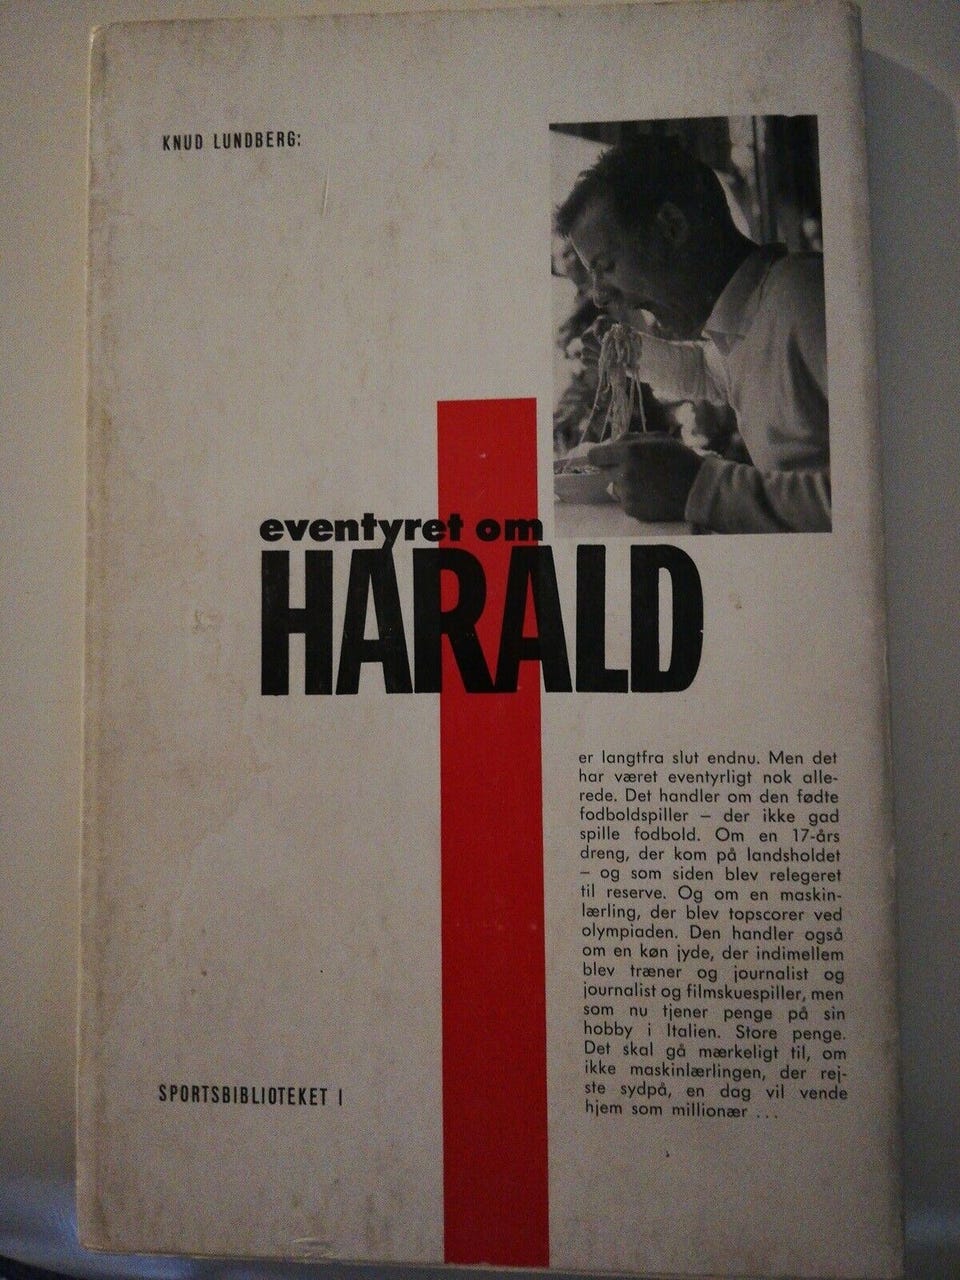 KNUD LUNDBERG:
eventyret om
HARALD
er langtfra slut endnu. Men det
har været eventyrligt nok alle-
rede. Det handler om den fødte
fodboldspiller – der ikke gad
spille fodbold. Om en 17-års
dreng, der kom på landsholdet
– og som siden blev relegeret
til reserve. Og om en maskin-
lærling, der blev topscorer ved
olympiaden. Den handler også
om en køn jyde, der indimellem
blev træner og journalist og
journalist og filmskuespiller, men
som nu tjener penge på sin
hobby i Italien. Store penge.
Det skal gå mærkeligt til, om
ikke maskinlærlingen, der rej-
ste sydpå, en dag vil vende
hjem som millionær ...
SPORTSBIBLIOTEKET I